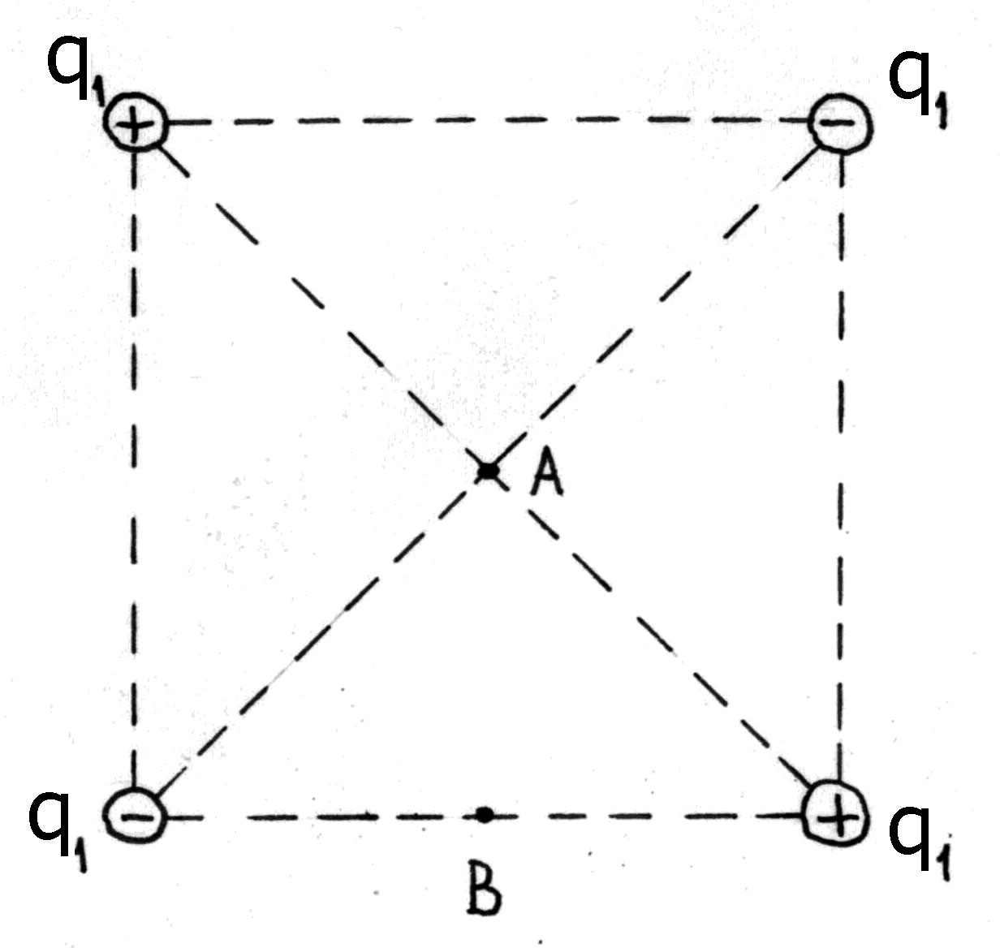 q₁ q₁
+ −
A
− +
q₁ q₁
B